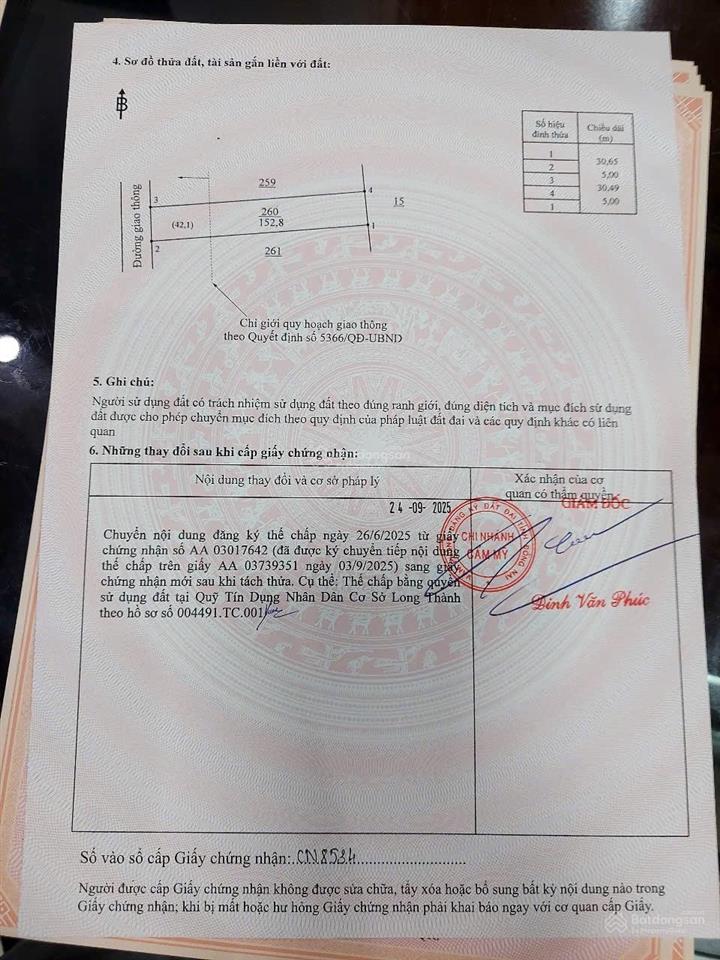 4. Sơ đồ thửa đất, tài sản gắn liền với đất:
B
Số hiệu đỉnh thửa
Chiều dài (m)
1
30,65
2
5,00
3
30,49
4
5,00
1
Đường giao thông
259
3
4
15
260
(42,1)
152,8
1
2
261
Chỉ giới quy hoạch giao thông
theo Quyết định số 5366/QĐ-UBND
5. Ghi chú:
Người sử dụng đất có trách nhiệm sử dụng đất theo đúng ranh giới, đúng diện tích và mục đích sử dụng
đất được cho phép chuyển mục đích theo quy định của pháp luật đất đai và các quy định khác có liên
quan
6. Những thay đổi sau khi cấp giấy chứng nhận:
Nội dung thay đổi và cơ sở pháp lý
Xác nhận của cơ
quan có thẩm quyền
24-09-2025
GIÁM ĐỐC
Chuyển nội dung đăng ký thế chấp ngày 26/6/2025 từ giấy
chứng nhận số AA 03017642 (đã được ký chuyển tiếp nội dung
thế chấp trên giấy AA 03739351 ngày 03/9/2025) sang giấy
chứng nhận mới sau khi tách thửa. Cụ thể: Thế chấp bằng quyền
sử dụng đất tại Quỹ Tín Dụng Nhân Dân Cơ Sở Long Thành
theo hồ sơ số 004491.TC.001
CHI NHÁNH
CẨM MỸ
Đinh Văn Phúc
Số vào sổ cấp Giấy chứng nhận: CN8534
Người được cấp Giấy chứng nhận không được sửa chữa, tẩy xóa hoặc bổ sung bất kỳ nội dung nào trong
Giấy chứng nhận; khi bị mất hoặc hư hỏng Giấy chứng nhận phải khai báo ngay với cơ quan cấp Giấy.
Batdongsan
by PropertyGuru